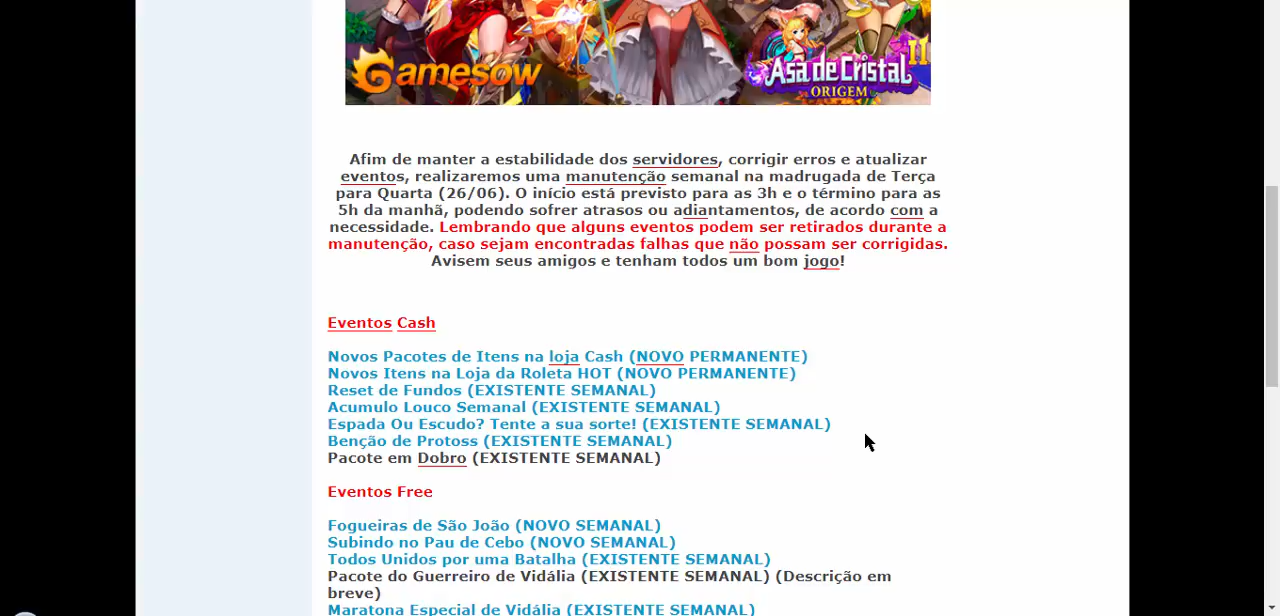 Gamesow
Asa de Cristal II
ORIGEM
Afim de manter a estabilidade dos servidores, corrigir erros e atualizar
eventos, realizaremos uma manutenção semanal na madrugada de Terça
para Quarta (26/06). O início está previsto para as 3h e o término para as
5h da manhã, podendo sofrer atrasos ou adiantamentos, de acordo com a
necessidade. Lembrando que alguns eventos podem ser retirados durante a
manutenção, caso sejam encontradas falhas que não possam ser corrigidas.
Avisem seus amigos e tenham todos um bom jogo!
Eventos Cash
Novos Pacotes de Itens na loja Cash (NOVO PERMANENTE)
Novos Itens na Loja da Roleta HOT (NOVO PERMANENTE)
Reset de Fundos (EXISTENTE SEMANAL)
Acumulo Louco Semanal (EXISTENTE SEMANAL)
Espada Ou Escudo? Tente a sua sorte! (EXISTENTE SEMANAL)
Benção de Protoss (EXISTENTE SEMANAL)
Pacote em Dobro (EXISTENTE SEMANAL)
Eventos Free
Fogueiras de São João (NOVO SEMANAL)
Subindo no Pau de Cebo (NOVO SEMANAL)
Todos Unidos por uma Batalha (EXISTENTE SEMANAL)
Pacote do Guerreiro de Vidália (EXISTENTE SEMANAL) (Descrição em
breve)
Maratona Especial de Vidália (EXISTENTE SEMANAL)